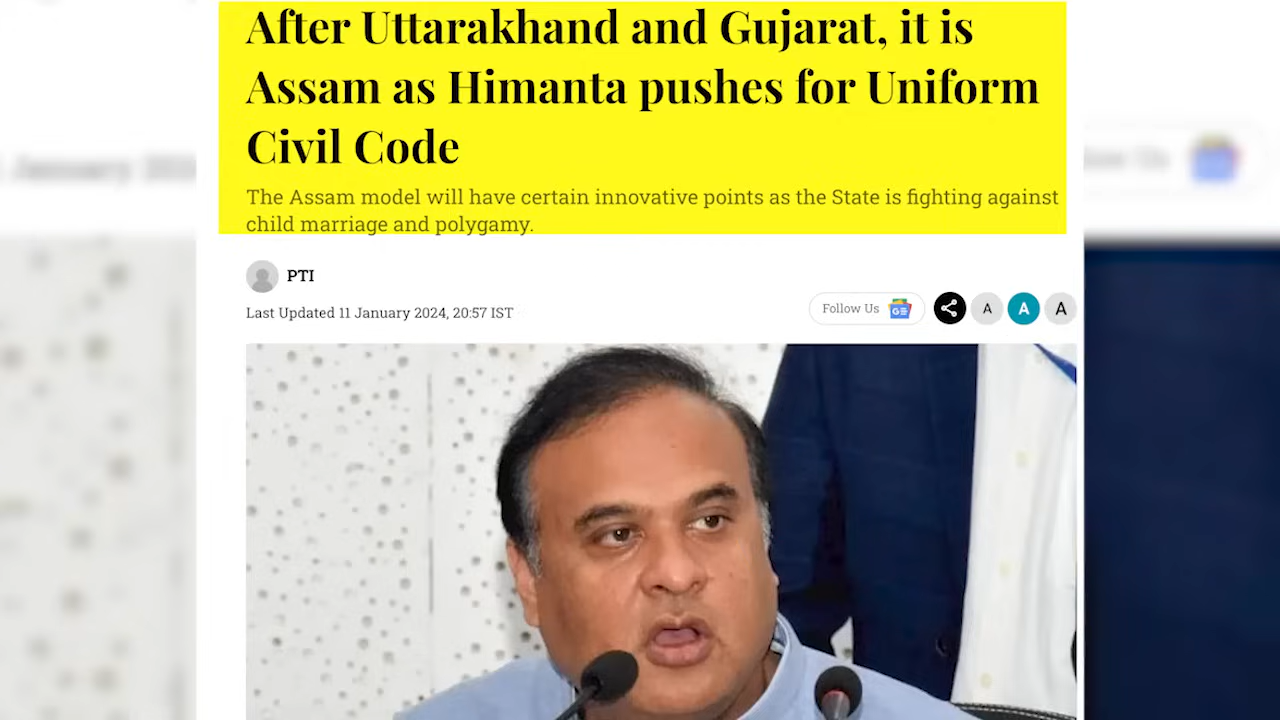 After Uttarakhand and Gujarat, it is
Assam as Himanta pushes for Uniform
Civil Code
The Assam model will have certain innovative points as the State is fighting against
child marriage and polygamy.
PTI
Last Updated 11 January 2024, 20:57 IST
Follow Us
A A A